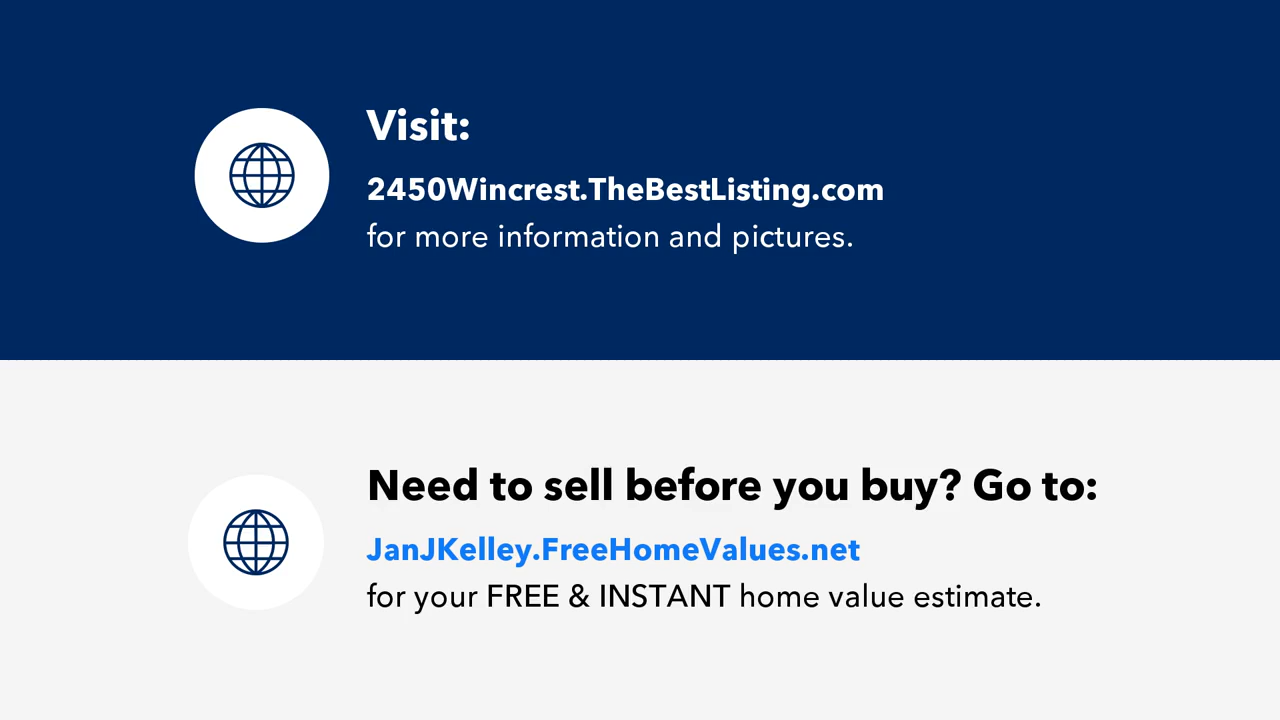 Visit:
2450Wincrest.TheBestListing.com
for more information and pictures.
Need to sell before you buy? Go to:
JanJKelley.FreeHomeValues.net
for your FREE & INSTANT home value estimate.